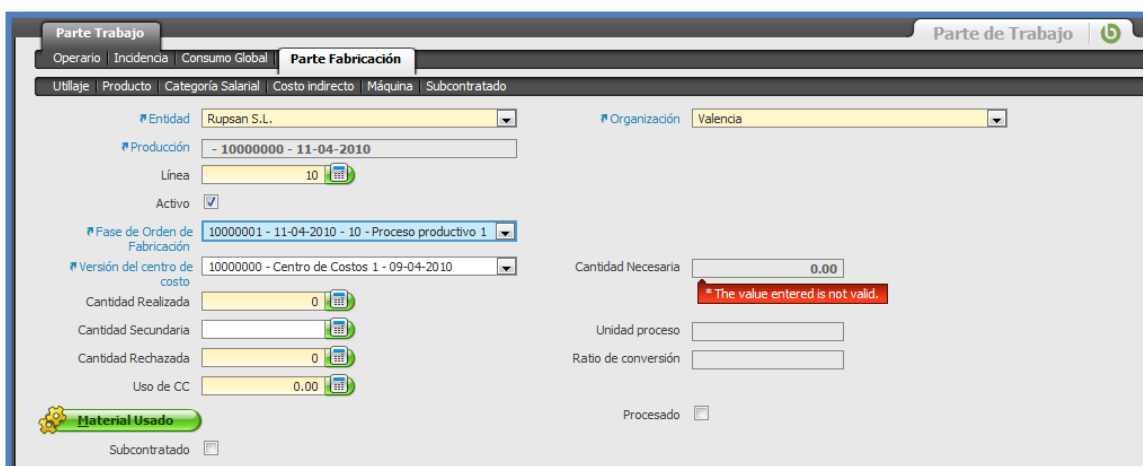 Parte Trabajo
Parte de Trabajo
Operario Incidencia Consumo Global Parte Fabricación
Utillaje Producto Categoría Salarial Costo indirecto Máquina Subcontratado
Entidad Rupsan S.L. Organización Valencia
Producción - 10000000 - 11-04-2010
Línea 10
Activo
Fase de Orden de Fabricación 10000001 - 11-04-2010 - 10 - Proceso productivo 1
Versión del centro de costo 10000000 - Centro de Costos 1 - 09-04-2010 Cantidad Necesaria 0.00
* The value entered is not valid.
Cantidad Realizada 0
Cantidad Secundaria Unidad proceso
Cantidad Rechazada 0 Ratio de conversión
Uso de CC 0.00
Material Usado Procesado
Subcontratado